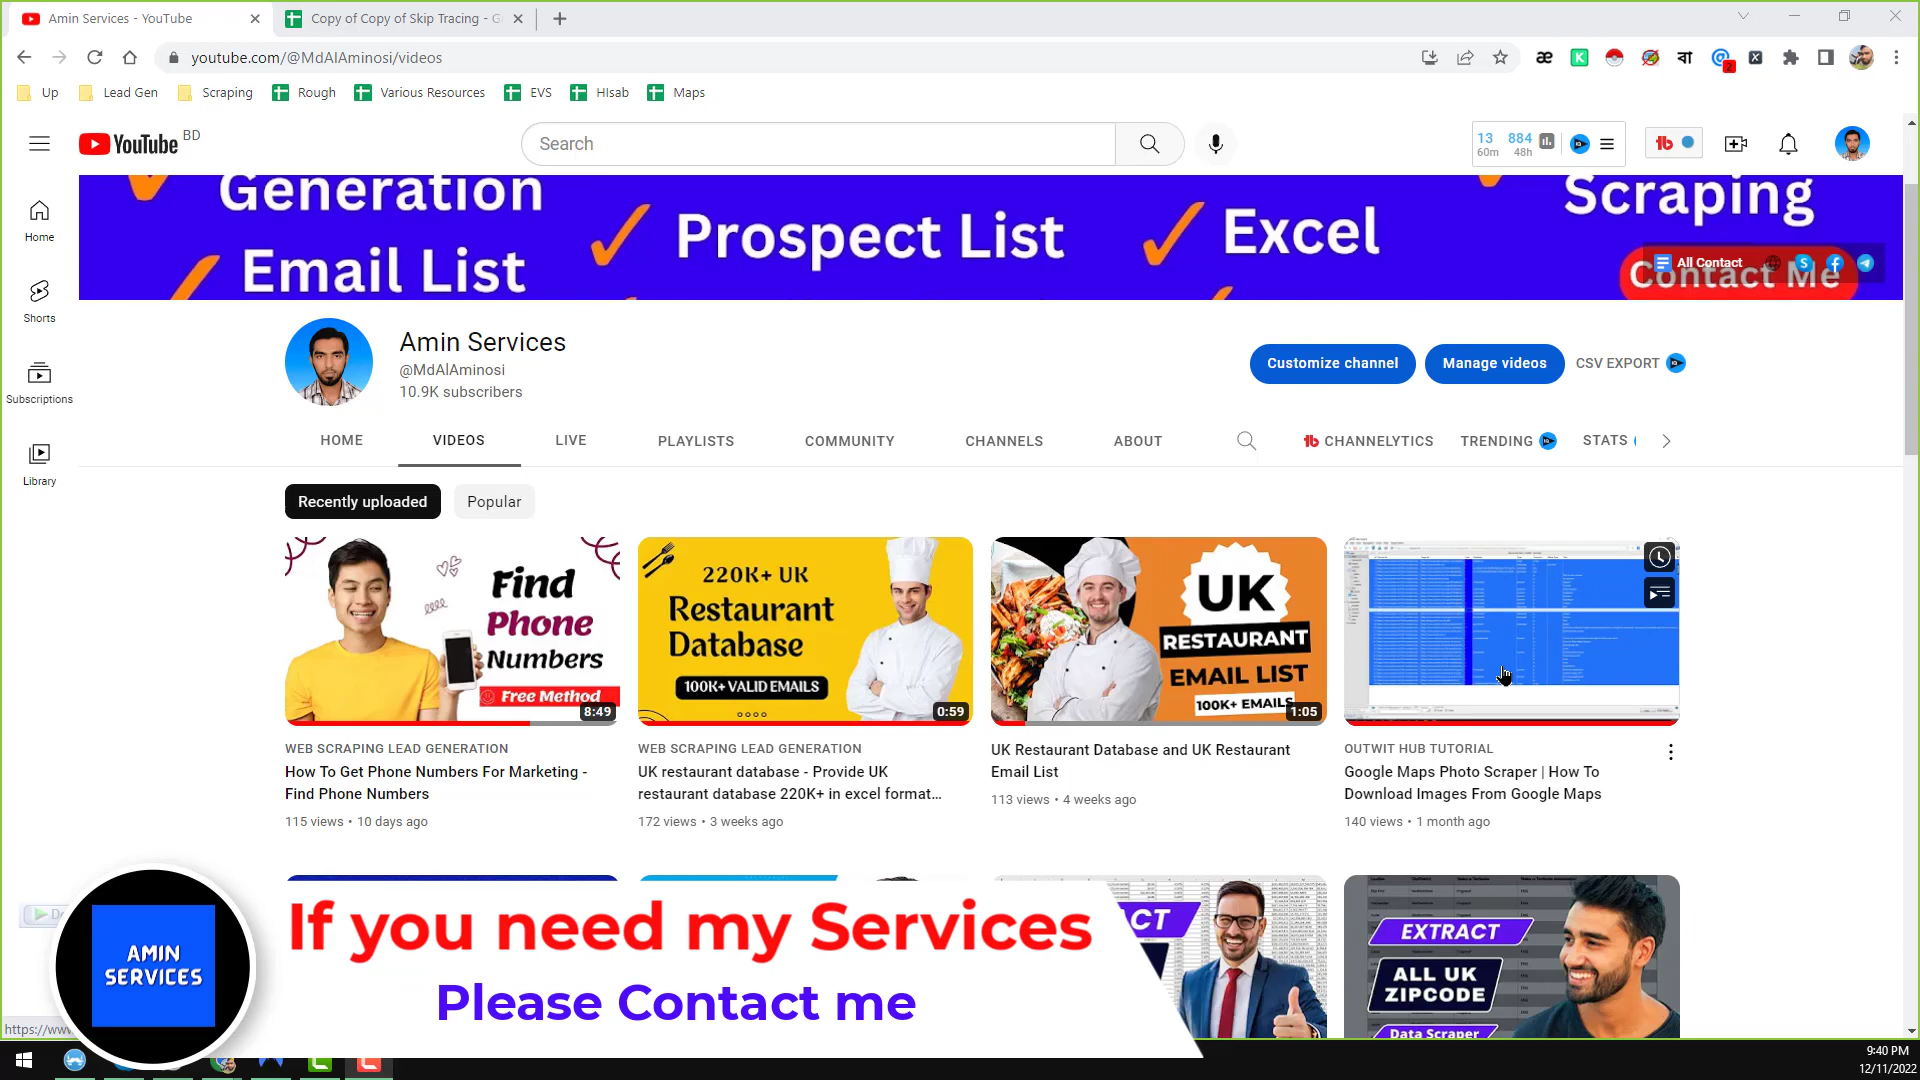 Amin Services - YouTube
Copy of Copy of Skip Tracing - G
youtube.com/@MdAlAminosi/videos
2
Up
Lead Gen
Scraping
Rough
Various Resources
EVS
HIsab
Maps
YouTube BD
Search
13 884
60m 48h
Home
Shorts
Subscriptions
Library
Generation
Email List
Prospect List
Excel
Scraping
All Contact
Contact Me
Amin Services
@MdAlAminosi
10.9K subscribers
Customize channel
Manage videos
CSV EXPORT
HOME
VIDEOS
LIVE
PLAYLISTS
COMMUNITY
CHANNELS
ABOUT
CHANNELYTICS
TRENDING
STATS
Recently uploaded
Popular
Find
Phone
Numbers
Free Method
8:49
220K+ UK
Restaurant
Database
100K+ VALID EMAILS
0:59
UK
RESTAURANT
EMAIL LIST
100K+ EMAILS
1:05
WEB SCRAPING LEAD GENERATION
How To Get Phone Numbers For Marketing -
Find Phone Numbers
115 views • 10 days ago
WEB SCRAPING LEAD GENERATION
UK restaurant database - Provide UK
restaurant database 220K+ in excel format...
172 views • 3 weeks ago
UK Restaurant Database and UK Restaurant
Email List
113 views • 4 weeks ago
OUTWIT HUB TUTORIAL
Google Maps Photo Scraper | How To
Download Images From Google Maps
140 views • 1 month ago
AMIN
SERVICES
If you need my Services
Please Contact me
CT
EXTRACT
ALL UK
ZIPCODE
Data Scraper
https://ww
9:40 PM
12/11/2022